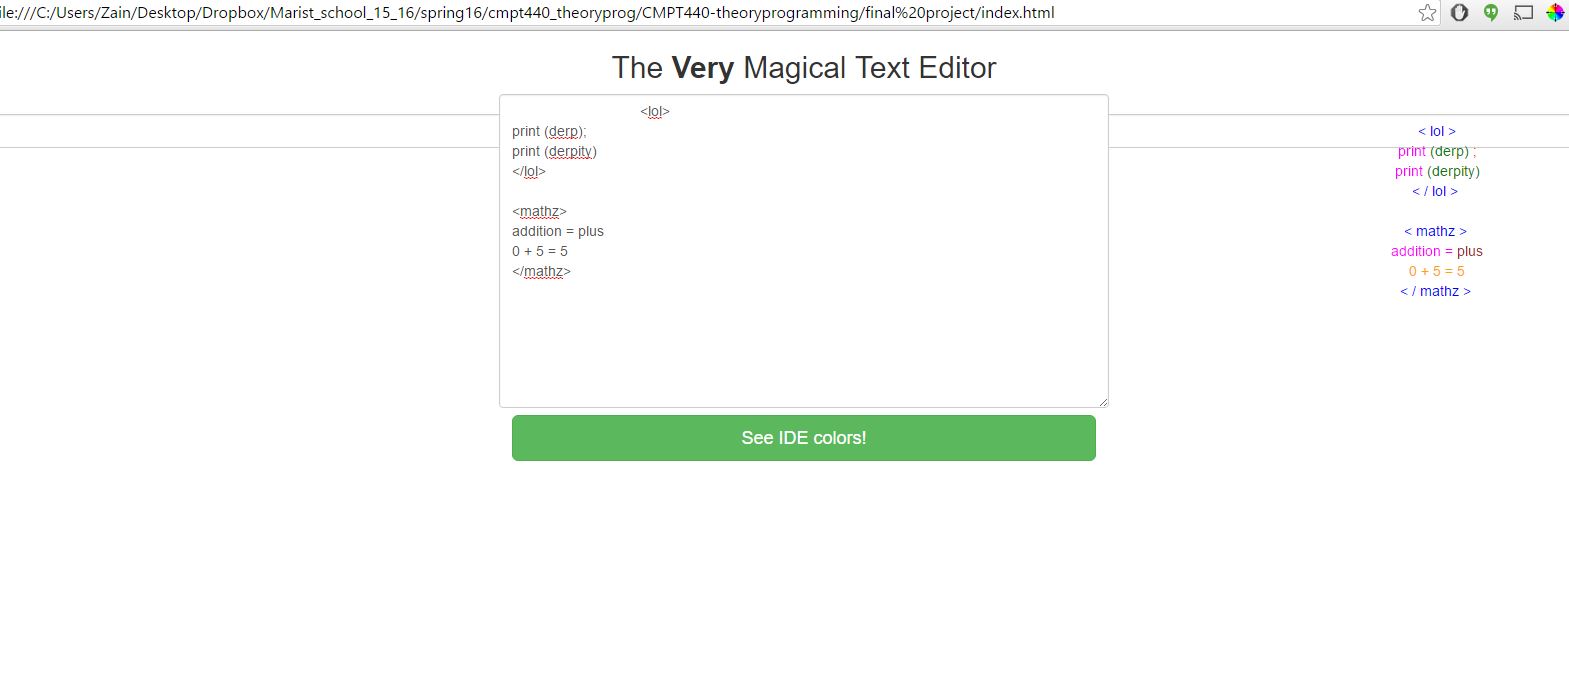 ile:///C:/Users/Zain/Desktop/Dropbox/Marist_school_15_16/spring16/cmpt440_theoryprog/CMPT440-theoryprogramming/final%20project/index.html
The Very Magical Text Editor
<lol>
print (derp);
print (derpity)
</lol>
<mathz>
addition = plus
0 + 5 = 5
</mathz>
See IDE colors!
< lol >
print (derp) ;
print (derpity)
< / lol >
< mathz >
addition = plus
0 + 5 = 5
< / mathz >